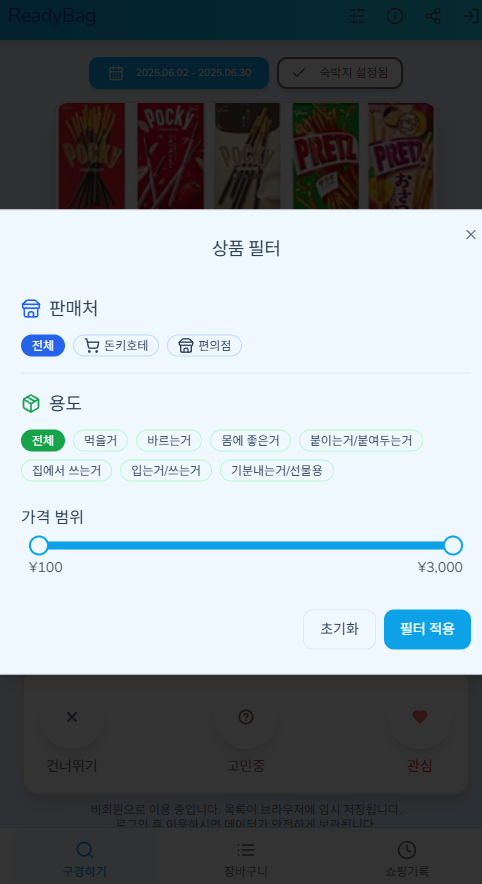 ReadyBag
2025.06.02 - 2025.06.30
숙박지 설정됨
POCKY
POCKY
POCKY
PRETZ
PRETZ
おさつ
상품 필터
판매처
전체
돈키호테
편의점
용도
전체
먹을거
바르는거
몸에 좋은거
붙이는거/붙여두는거
집에서 쓰는거
입는거/쓰는거
기분내는거/선물용
가격 범위
¥100
¥3,000
초기화
필터 적용
건너뛰기
고민중
관심
비회원으로 이용 중입니다. 목록이 브라우저에 임시 저장됩니다.
로그인 후 이용하시면 데이터가 안전하게 보관됩니다.
구경하기
장바구니
쇼핑기록